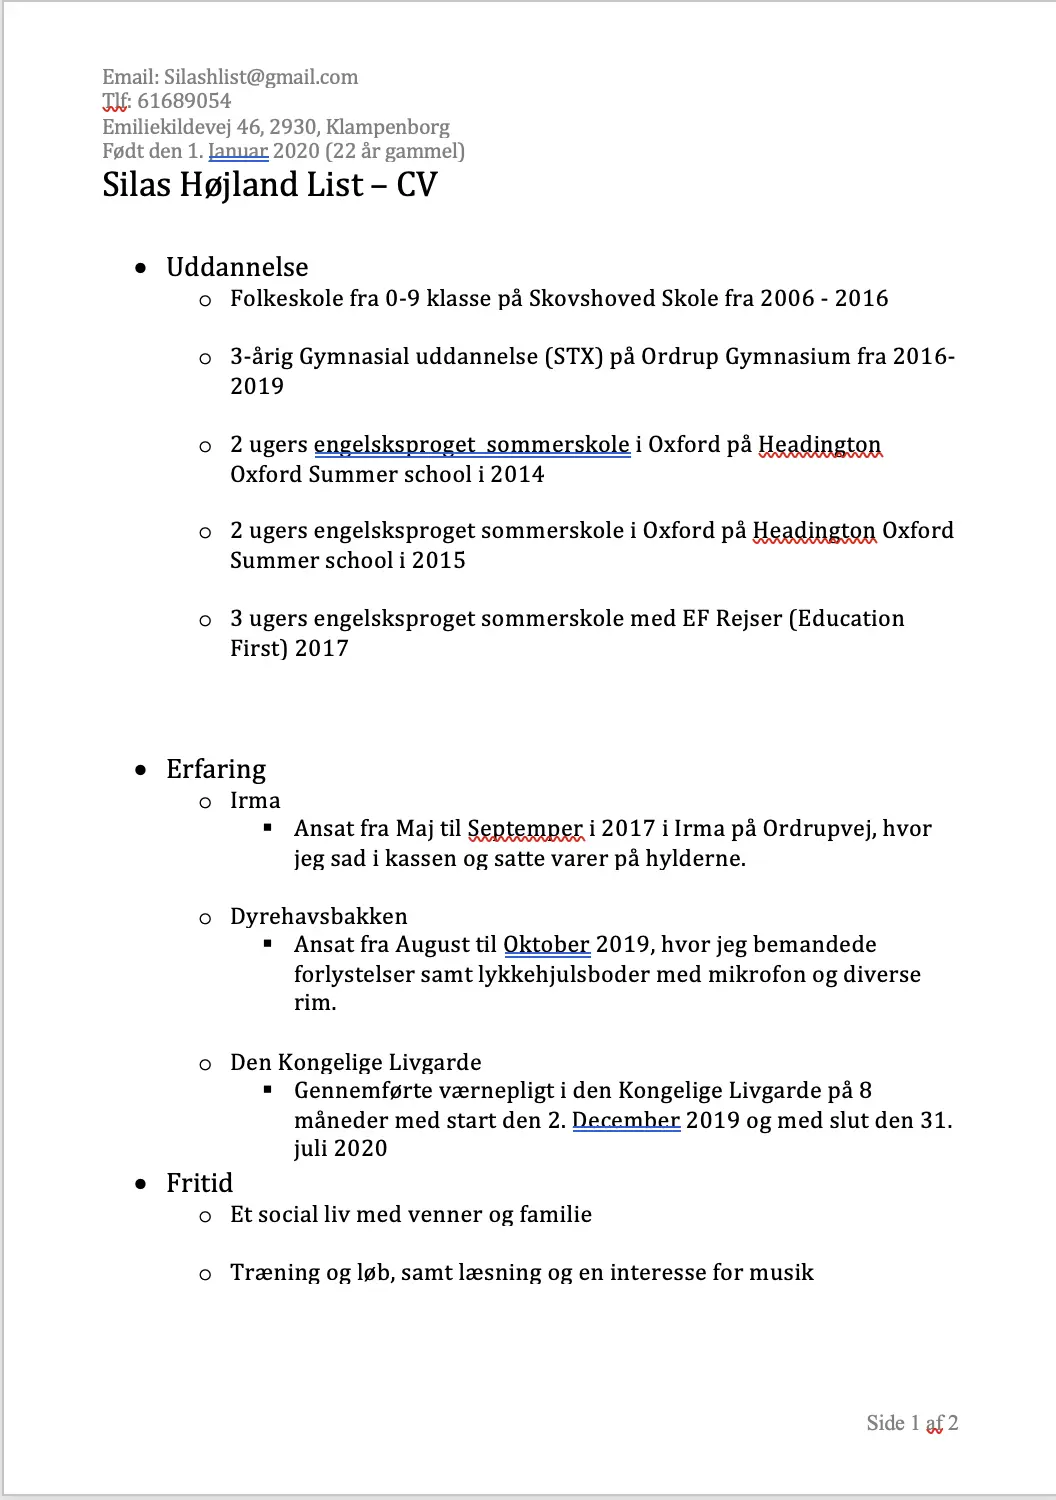 Email: Silashlist@gmail.com
Tlf: 61689054
Emiliekildevej 46, 2930, Klampenborg
Født den 1. Januar 2020 (22 år gammel)
Silas Højland List – CV
• Uddannelse
o Folkeskole fra 0-9 klasse på Skovshoved Skole fra 2006 - 2016
o 3-årig Gymnasial uddannelse (STX) på Ordrup Gymnasium fra 2016-
2019
o 2 ugers engelsksproget  sommerskole i Oxford på Headington
Oxford Summer school i 2014
o 2 ugers engelsksproget sommerskole i Oxford på Headington Oxford
Summer school i 2015
o 3 ugers engelsksproget sommerskole med EF Rejser (Education
First) 2017
• Erfaring
o Irma
▪ Ansat fra Maj til Septemper i 2017 i Irma på Ordrupvej, hvor
jeg sad i kassen og satte varer på hylderne.
o Dyrehavsbakken
▪ Ansat fra August til Oktober 2019, hvor jeg bemandede
forlystelser samt lykkehjulsboder med mikrofon og diverse
rim.
o Den Kongelige Livgarde
▪ Gennemførte værnepligt i den Kongelige Livgarde på 8
måneder med start den 2. December 2019 og med slut den 31.
juli 2020
• Fritid
o Et social liv med venner og familie
o Træning og løb, samt læsning og en interesse for musik
Side 1 af 2